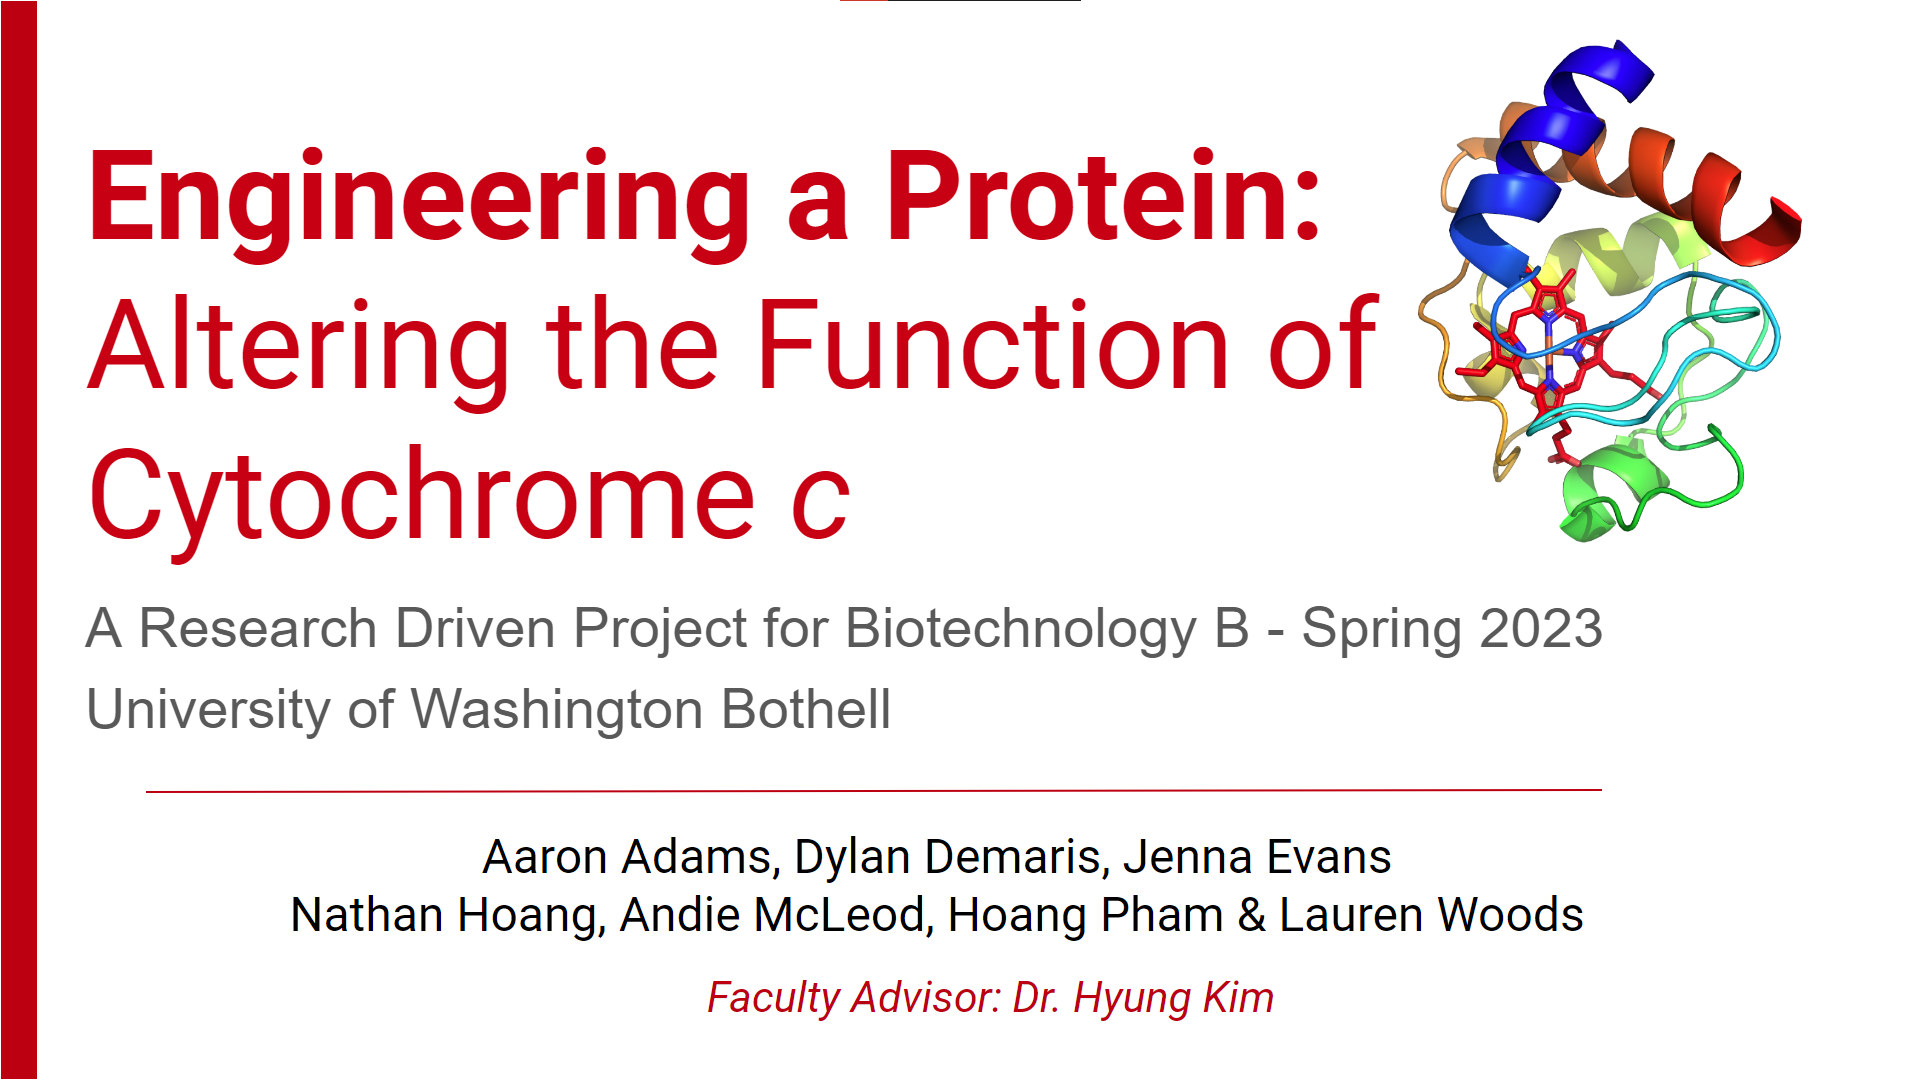 Engineering a Protein:
Altering the Function of
Cytochrome c
A Research Driven Project for Biotechnology B - Spring 2023
University of Washington Bothell
Aaron Adams, Dylan Demaris, Jenna Evans
Nathan Hoang, Andie McLeod, Hoang Pham & Lauren Woods
Faculty Advisor: Dr. Hyung Kim